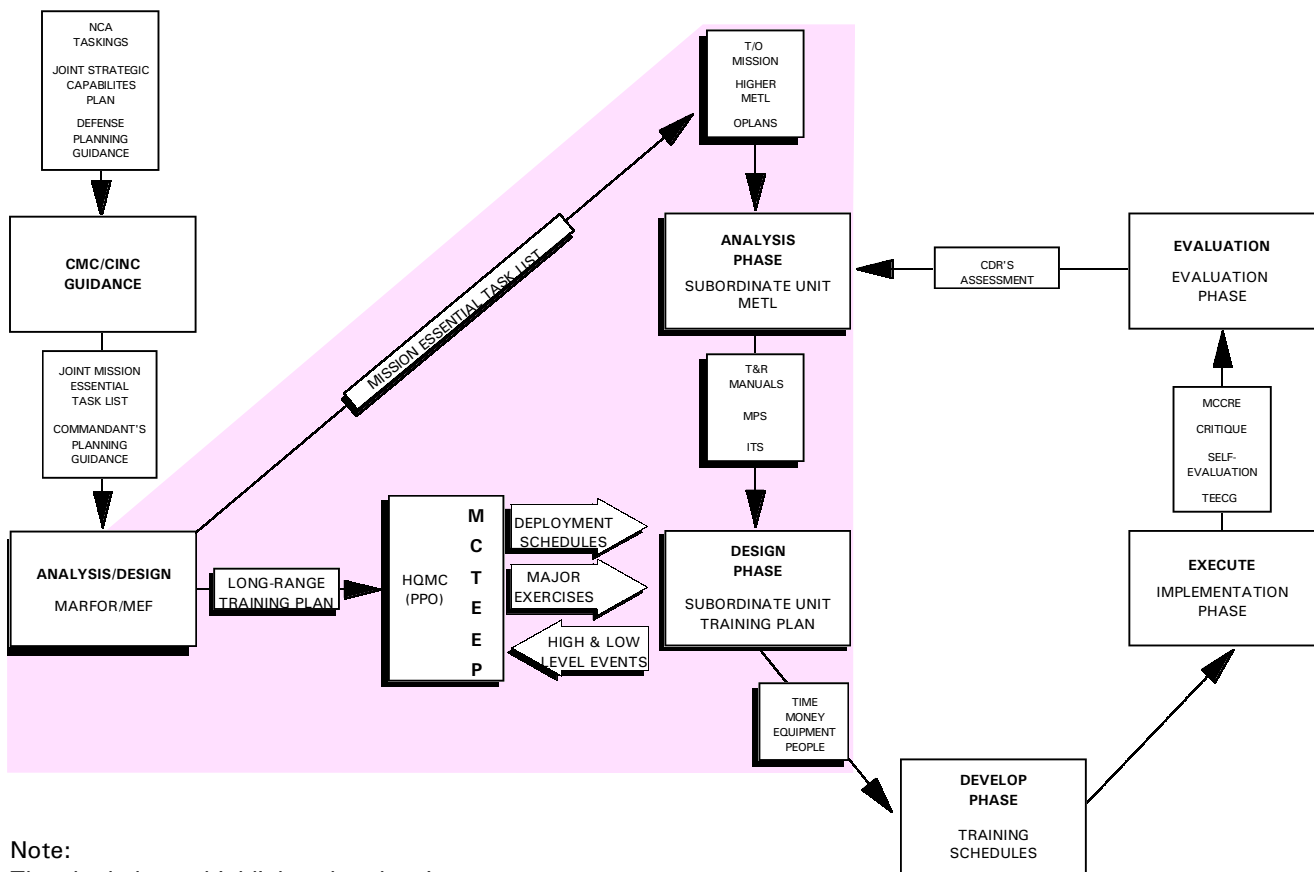 NCA
TASKINGS
JOINT STRATEGIC
CAPABILITES
PLAN
DEFENSE
PLANNING
GUIDANCE
CMC/CINC
GUIDANCE
JOINT MISSION
ESSENTIAL
TASK LIST
COMMANDANT'S
PLANNING
GUIDANCE
ANALYSIS/DESIGN
MARFOR/MEF
MISSION ESSENTIAL TASK LIST
LONG-RANGE
TRAINING PLAN
HQMC
(PPO)
M
C
T
E
E
P
DEPLOYMENT
SCHEDULES
MAJOR
EXERCISES
HIGH & LOW
LEVEL EVENTS
T/O
MISSION
HIGHER
METL
OPLANS
ANALYSIS
PHASE
SUBORDINATE UNIT
METL
T&R
MANUALS
MPS
ITS
DESIGN
PHASE
SUBORDINATE UNIT
TRAINING PLAN
TIME
MONEY
EQUIPMENT
PEOPLE
DEVELOP
PHASE
TRAINING
SCHEDULES
EXECUTE
IMPLEMENTATION
PHASE
MCCRE
CRITIQUE
SELF-
EVALUATION
TEECG
EVALUATION
EVALUATION
PHASE
CDR'S
ASSESSMENT
Note: